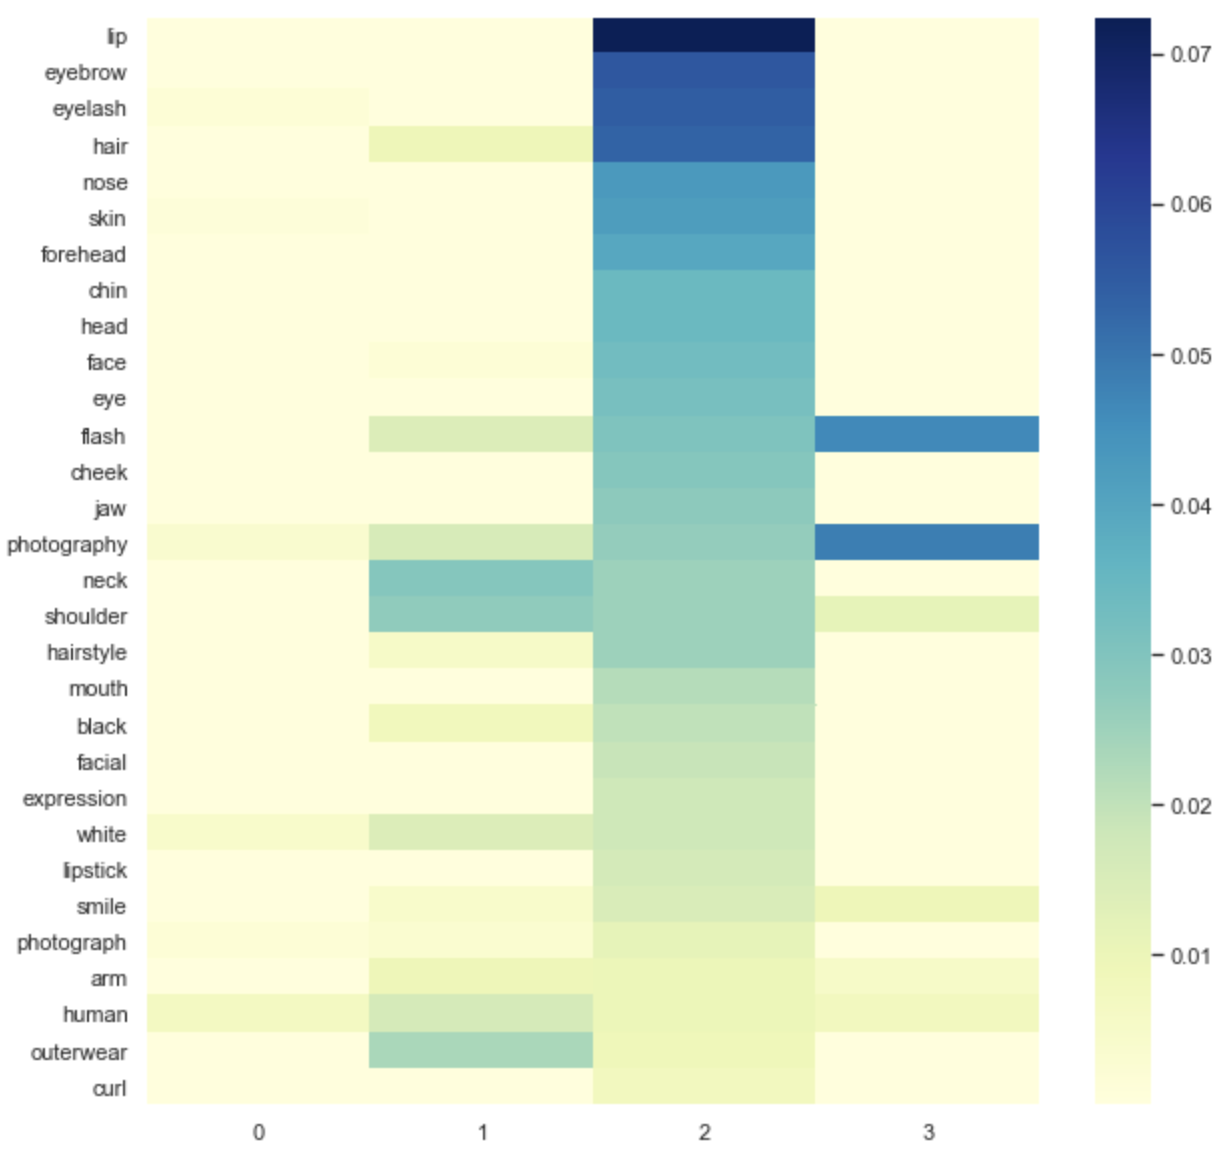 lip
eyebrow
eyelash
hair
nose
skin
forehead
chin
head
face
eye
flash
cheek
jaw
photography
neck
shoulder
hairstyle
mouth
black
facial
expression
white
lipstick
smile
photograph
arm
human
outerwear
curl
0 1 2 3
0.07
0.06
0.05
0.04
0.03
0.02
0.01